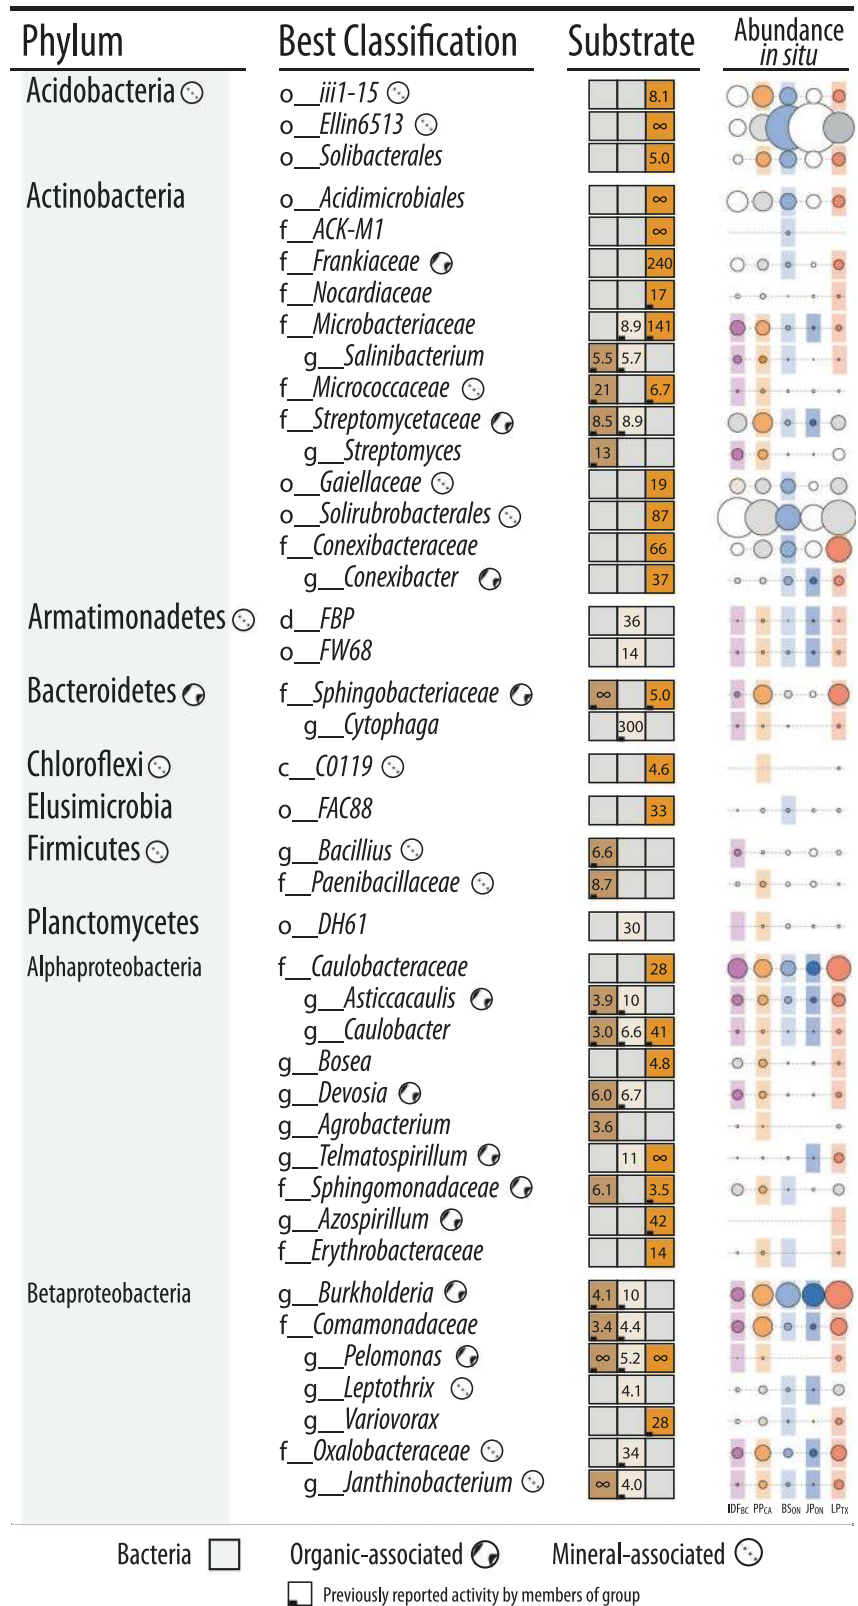 Phylum Best Classification Substrate Abundance
in situ
Acidobacteria o__iii1-15 8.1
o__Ellin6513 ∞
o__Solibacterales 5.0
Actinobacteria o__Acidimicrobiales ∞
f__ACK-M1 ∞
f__Frankiaceae 240
f__Nocardiaceae 17
f__Microbacteriaceae 8.9 141
g__Salinibacterium 5.5 5.7
f__Micrococcaceae 21 6.7
f__Streptomycetaceae 8.5 8.9
g__Streptomyces 13
o__Gaiellaceae 19
o__Solirubrobacterales 87
f__Conexibacteraceae 66
g__Conexibacter 37
Armatimonadetes d__FBP 36
o__FW68 14
Bacteroidetes f__Sphingobacteriaceae ∞ 5.0
g__Cytophaga 300
Chloroflexi c__C0119 4.6
Elusimicrobia o__FAC88 33
Firmicutes g__Bacillius 6.6
f__Paenibacillaceae 8.7
Planctomycetes o__DH61 30
Alphaproteobacteria f__Caulobacteraceae 28
g__Asticcacaulis 3.9 10
g__Caulobacter 3.0 6.6 41
g__Bosea 4.8
g__Devosia 6.0 6.7
g__Agrobacterium 3.6
g__Telmatospirillum 11 ∞
f__Sphingomonadaceae 6.1 3.5
g__Azospirillum 42
f__Erythrobacteraceae 14
Betaproteobacteria g__Burkholderia 4.1 10
f__Comamonadaceae 3.4 4.4
g__Pelomonas ∞ 5.2 ∞
g__Leptothrix 4.1
g__Variovorax 28
f__Oxalobacteraceae 34
g__Janthinobacterium ∞ 4.0
IDFBC PPCA BSON JPON LPTX
Bacteria Organic-associated Mineral-associated
Previously reported activity by members of group